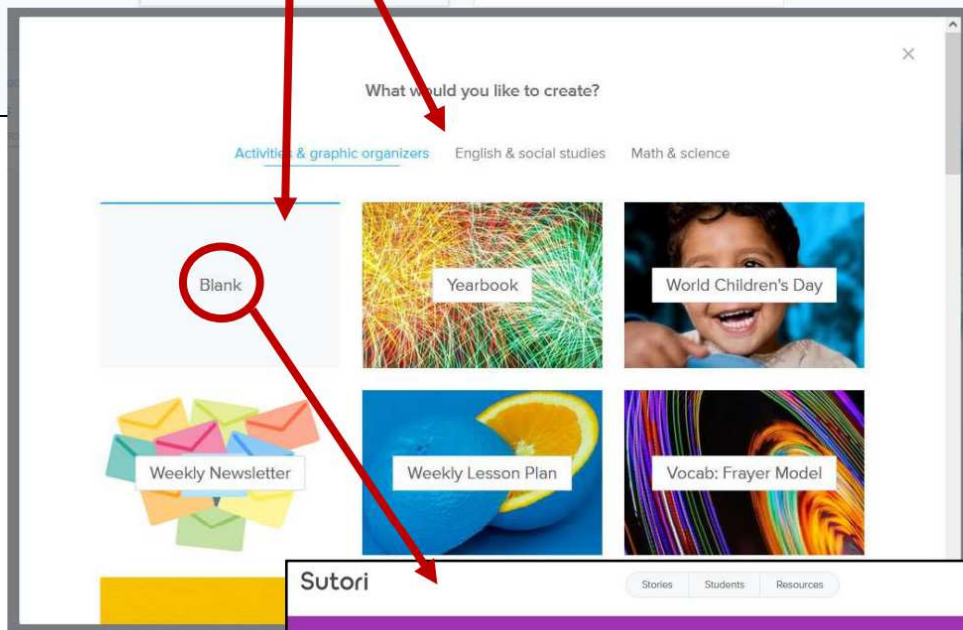 What would you like to create?
Activities & graphic organizers English & social studies Math & science
Blank Yearbook World Children's Day
Weekly Newsletter Weekly Lesson Plan Vocab: Frayer Model
Sutori Stories Students Resources